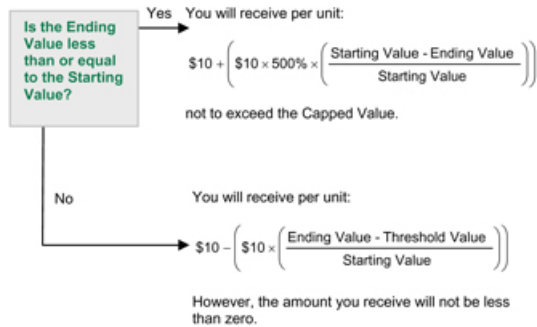 Is the Ending
Value less
than or equal
to the Starting
Value?
Yes
You will receive per unit:
$10 + ( $10 × 500% × ( Starting Value - Ending Value / Starting Value ) )
not to exceed the Capped Value.
No
You will receive per unit:
$10 – ( $10 × ( Ending Value - Threshold Value / Starting Value ) )
However, the amount you receive will not be less
than zero.